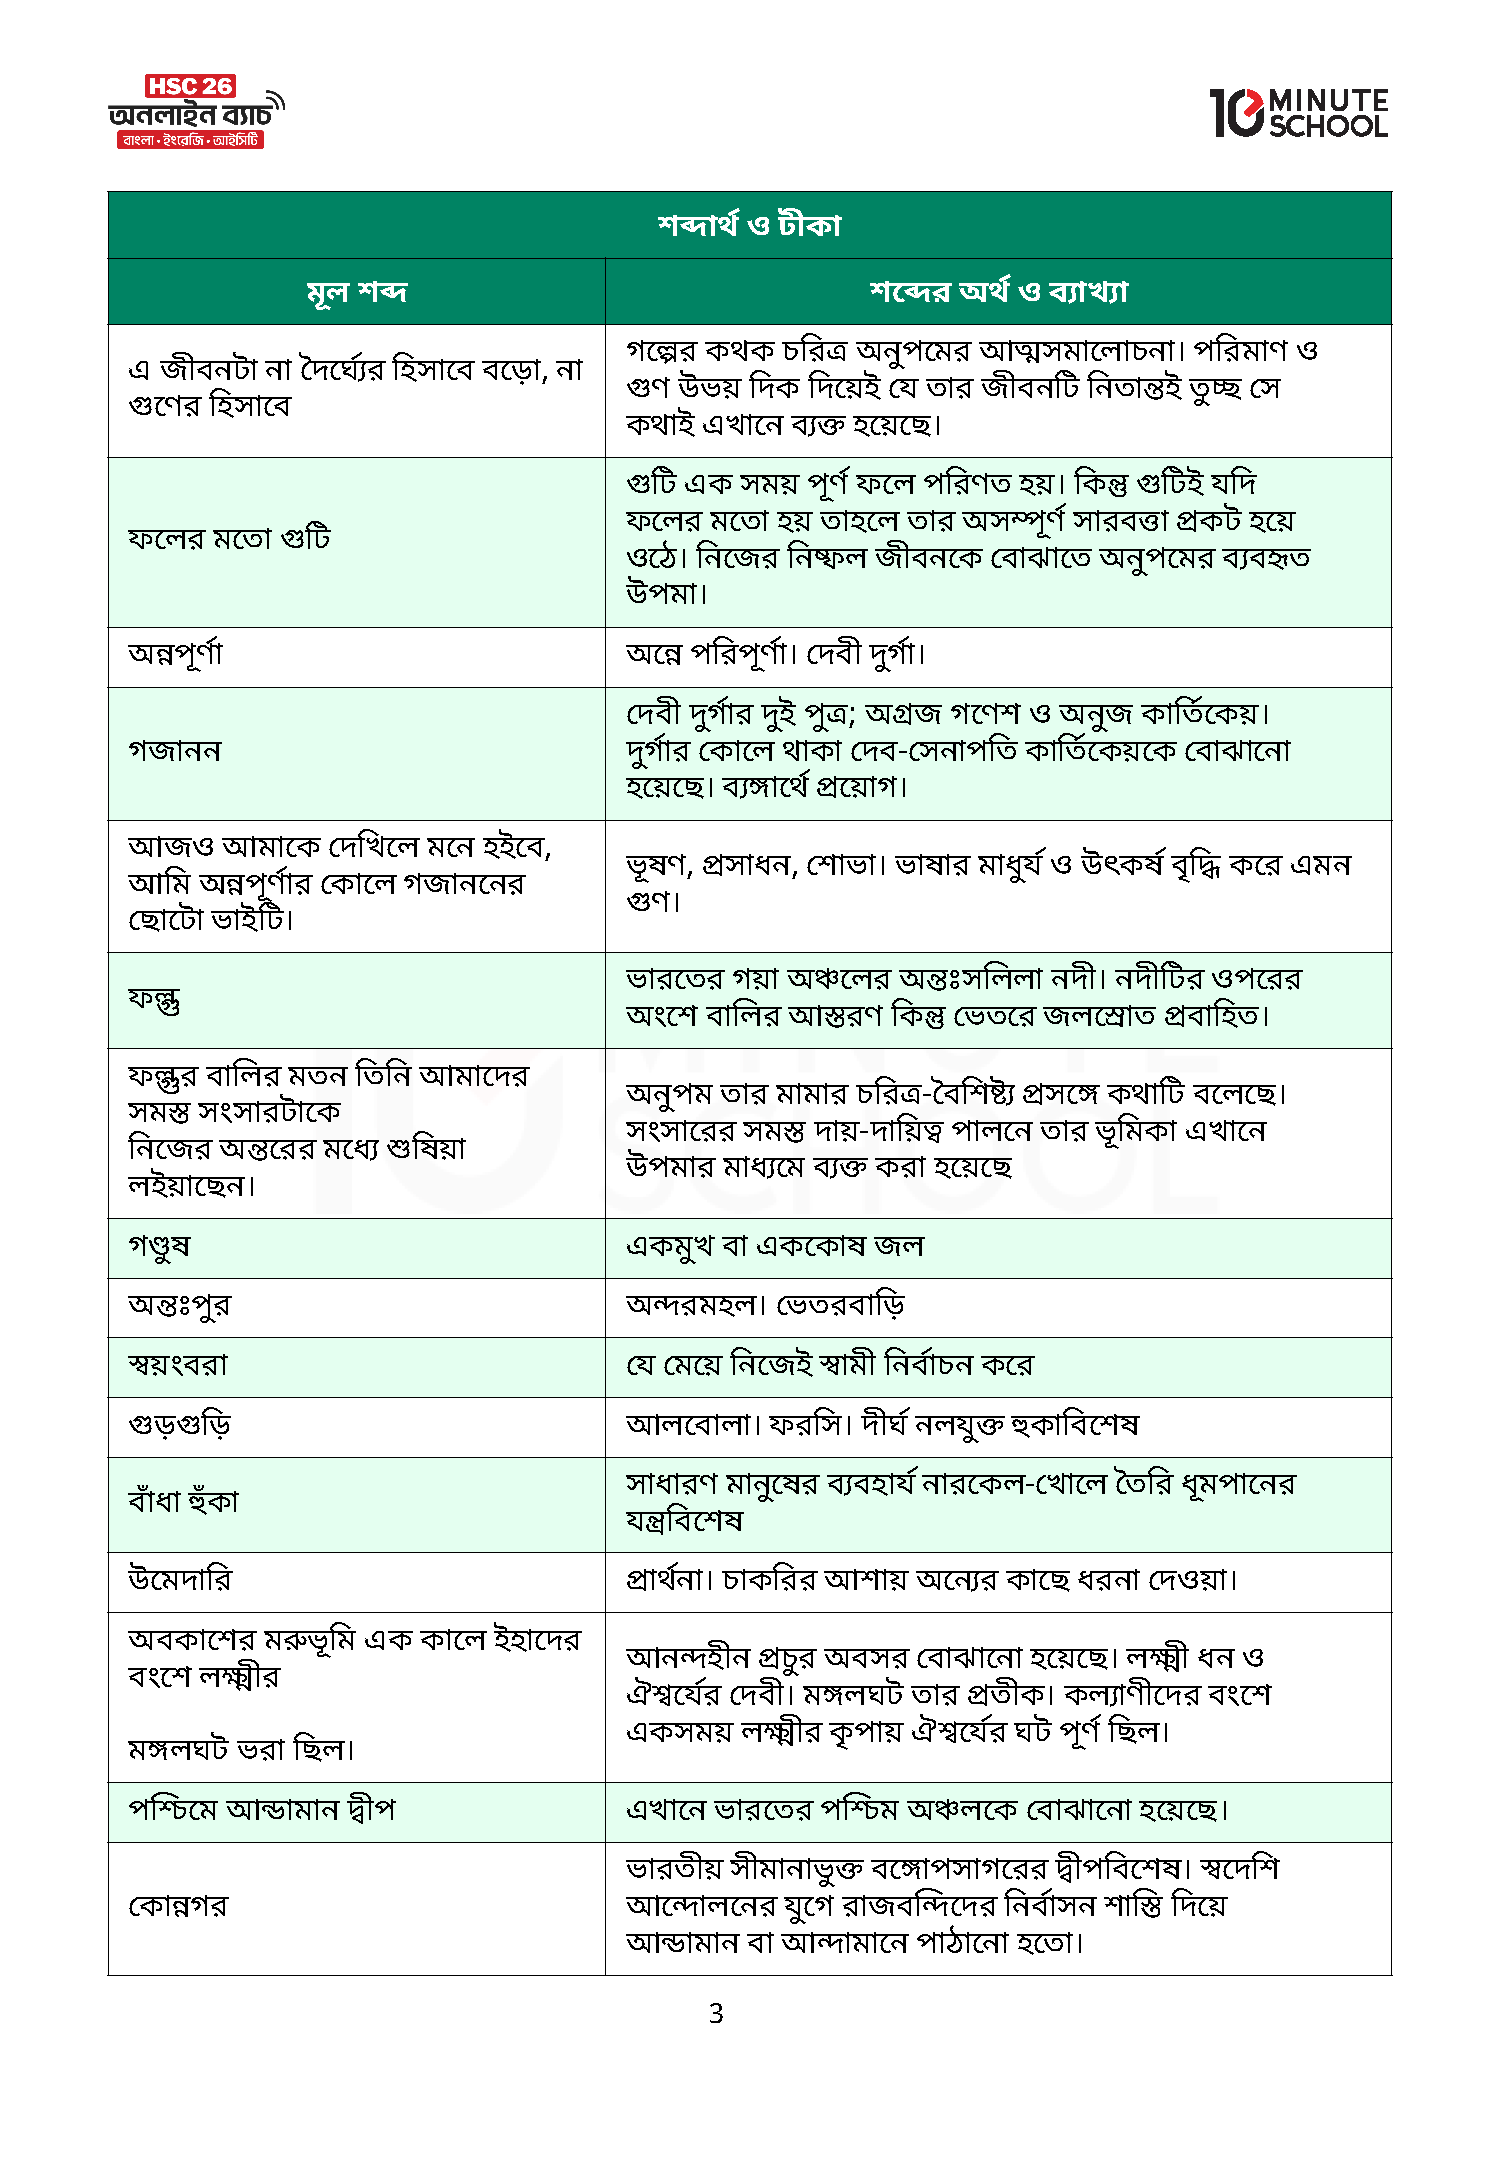 HSC 26
অনলাইন ব্যাচ
বাংলা • ইংরেজি • আইসিটি
10 MINUTE
SCHOOL
শব্দার্থ ও টীকা
মূল শব্দ
শব্দের অর্থ ও ব্যাখ্যা
এ জীবনটা না দৈর্ঘ্যের হিসাবে বড়ো, না
গুণের হিসাবে
গল্পের কথক চরিত্র অনুপমের আত্মসমালোচনা। পরিমাণ ও
গুণ উভয় দিক দিয়েই যে তার জীবনটি নিতান্তই তুচ্ছ সে
কথাই এখানে ব্যক্ত হয়েছে।
ফলের মতো গুটি
গুটি এক সময় পূর্ণ ফলে পরিণত হয়। কিন্তু গুটিই যদি
ফলের মতো হয় তাহলে তার অসম্পূর্ণ সারবত্তা প্রকট হয়ে
ওঠে। নিজের নিষ্ফল জীবনকে বোঝাতে অনুপমের ব্যবহৃত
উপমা।
অন্নপূর্ণা
অন্নে পরিপূর্ণা। দেবী দুর্গা।
গজানন
দেবী দুর্গার দুই পুত্র; অগ্রজ গণেশ ও অনুজ কার্তিকেয়।
দুর্গার কোলে থাকা দেব-সেনাপতি কার্তিকেয়কে বোঝানো
হয়েছে। ব্যঙ্গার্থে প্রয়োগ।
আজও আমাকে দেখিলে মনে হইবে,
আমি অন্নপূর্ণার কোলে গজাননের
ছোটো ভাইটি।
ভূষণ, প্রসাধন, শোভা। ভাষার মাধুর্য ও উৎকর্ষ বৃদ্ধি করে এমন
গুণ।
ফল্গু
ভারতের গয়া অঞ্চলের অন্তঃসলিলা নদী। নদীটির ওপরের
অংশে বালির আস্তরণ কিন্তু ভেতরে জলস্রোত প্রবাহিত।
ফল্গুর বালির মতন তিনি আমাদের
সমস্ত সংসারটাকে
নিজের অন্তরের মধ্যে শুষিয়া
লইয়াছেন।
অনুপম তার মামার চরিত্র-বৈশিষ্ট্য প্রসঙ্গে কথাটি বলেছে।
সংসারের সমস্ত দায়-দায়িত্ব পালনে তার ভূমিকা এখানে
উপমার মাধ্যমে ব্যক্ত করা হয়েছে
গণ্ডুষ
একমুখ বা এককোষ জল
অন্তঃপুর
অন্দরমহল। ভেতরবাড়ি
স্বয়ংবরা
যে মেয়ে নিজেই স্বামী নির্বাচন করে
গুড়গুড়ি
আলবোলা। ফরসি। দীর্ঘ নলযুক্ত হুকাবিশেষ
বাঁধা হুঁকা
সাধারণ মানুষের ব্যবহার্য নারকেল-খোলে তৈরি ধূমপানের
যন্ত্রবিশেষ
উমেদারি
প্রার্থনা। চাকরির আশায় অন্যের কাছে ধরনা দেওয়া।
অবকাশের মরুভূমি এক কালে ইহাদের
বংশে লক্ষ্মীর
মঙ্গলঘট ভরা ছিল।
আনন্দহীন প্রচুর অবসর বোঝানো হয়েছে। লক্ষ্মী ধন ও
ঐশ্বর্যের দেবী। মঙ্গলঘট তার প্রতীক। কল্যাণীদের বংশে
একসময় লক্ষ্মীর কৃপায় ঐশ্বর্যের ঘট পূর্ণ ছিল।
পশ্চিমে আন্ডামান দ্বীপ
এখানে ভারতের পশ্চিম অঞ্চলকে বোঝানো হয়েছে।
কোন্নগর
ভারতীয় সীমানাভুক্ত বঙ্গোপসাগরের দ্বীপবিশেষ। স্বদেশি
আন্দোলনের যুগে রাজবন্দিদের নির্বাসন শাস্তি দিয়ে
আন্ডামান বা আন্দামানে পাঠানো হতো।
3